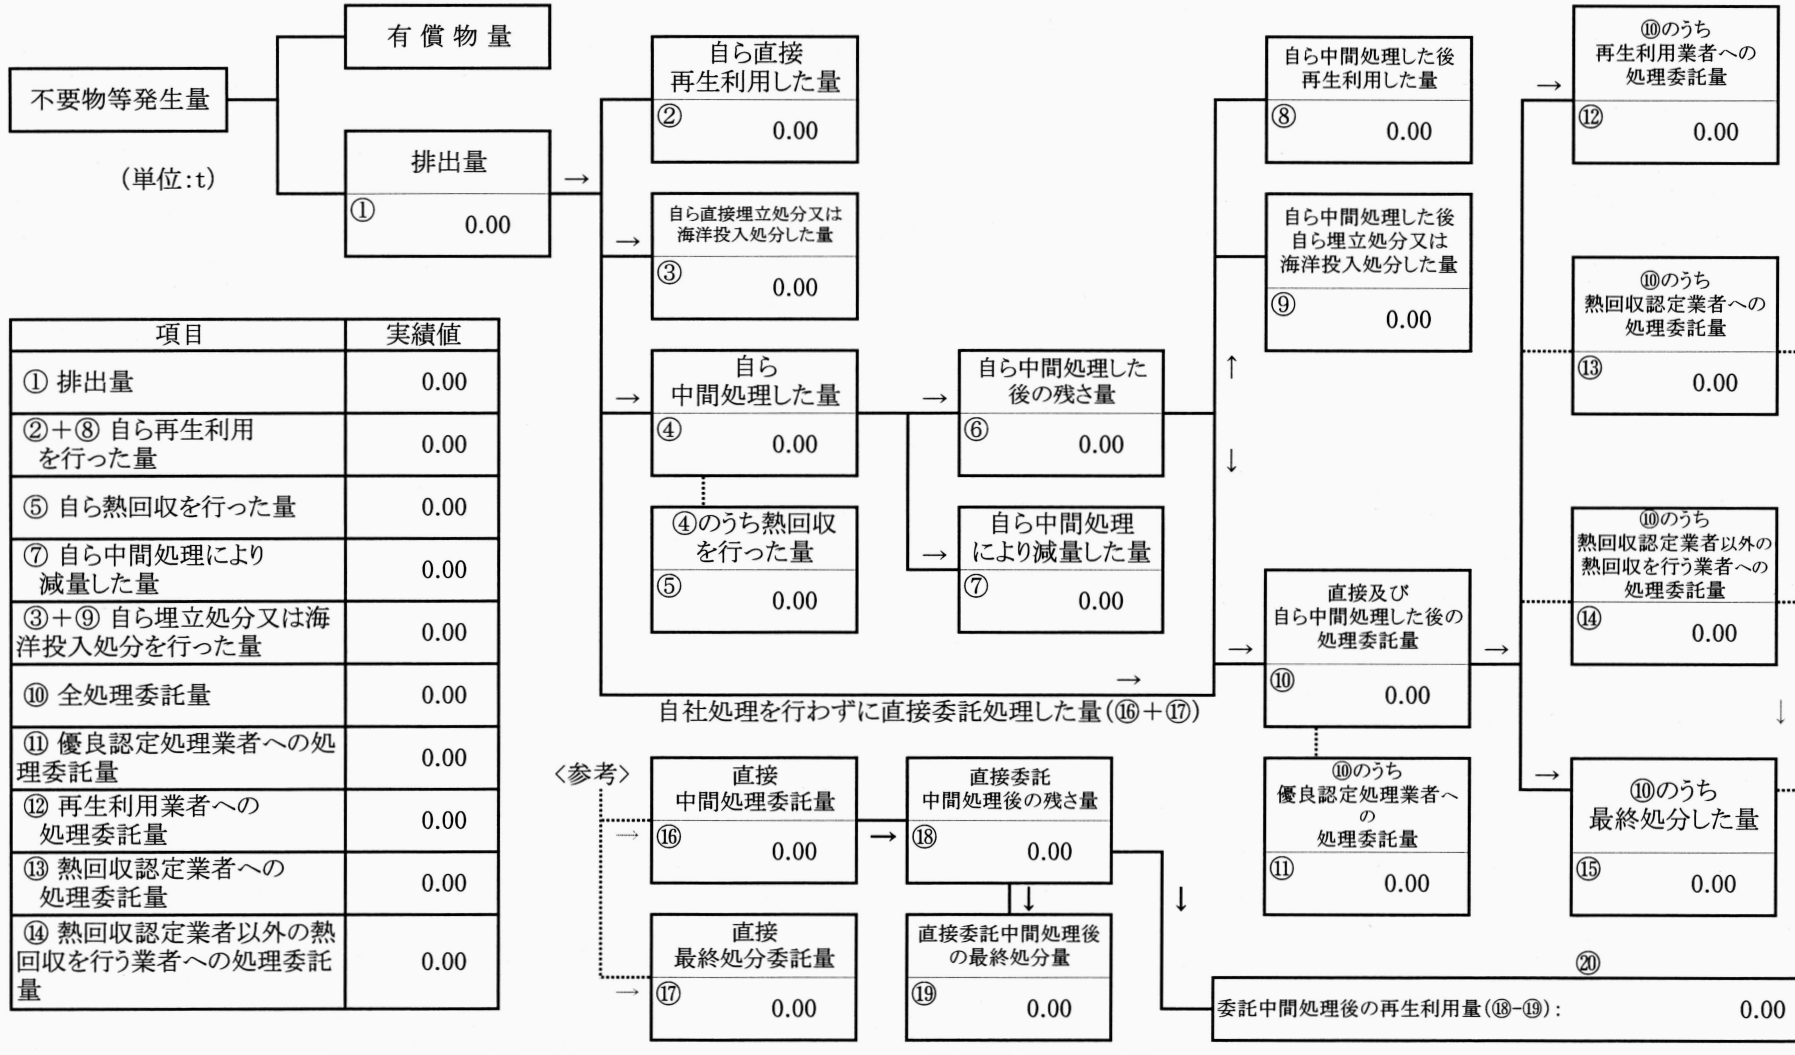 有償物量
不要物等発生量
(単位:t)
排出量
①
0.00
→
自ら直接
再生利用した量
②
0.00
→
自ら直接埋立処分又は
海洋投入処分した量
③
0.00
→
自ら
中間処理した量
④
0.00
④のうち熱回収
を行った量
⑤
0.00
→
自ら中間処理した
後の残さ量
⑥
0.00
→
自ら中間処理
により減量した量
⑦
0.00
→
自社処理を行わずに直接委託処理した量(⑯+⑰)
自ら中間処理した後
再生利用した量
⑧
0.00
自ら中間処理した後
自ら埋立処分又は
海洋投入処分した量
⑨
0.00
↑
↓
→
直接及び
自ら中間処理した後の
処理委託量
⑩
0.00
→
⑩のうち
優良認定処理業者へ
の
処理委託量
⑪
0.00
→
⑩のうち
再生利用業者への
処理委託量
⑫
0.00
⑩のうち
熱回収認定業者への
処理委託量
⑬
0.00
⑩のうち
熱回収認定業者以外の
熱回収を行う業者への
処理委託量
⑭
0.00
↓
→
⑩のうち
最終処分した量
⑮
0.00
項目 実績値
① 排出量 0.00
②+⑧ 自ら再生利用
を行った量 0.00
⑤ 自ら熱回収を行った量 0.00
⑦ 自ら中間処理により
減量した量 0.00
③+⑨ 自ら埋立処分又は海
洋投入処分を行った量 0.00
⑩ 全処理委託量 0.00
⑪ 優良認定処理業者への処
理委託量 0.00
⑫ 再生利用業者への
処理委託量 0.00
⑬ 熱回収認定業者への
処理委託量 0.00
⑭ 熱回収認定業者以外の熱
回収を行う業者への処理委託
量 0.00
〈参考〉
→
直接
中間処理委託量
⑯
0.00
→
直接委託
中間処理後の残さ量
⑱
0.00
↓
→
直接
最終処分委託量
⑰
0.00
直接委託中間処理後
の最終処分量
⑲
0.00
↓
⑳
委託中間処理後の再生利用量(⑱-⑲): 0.00